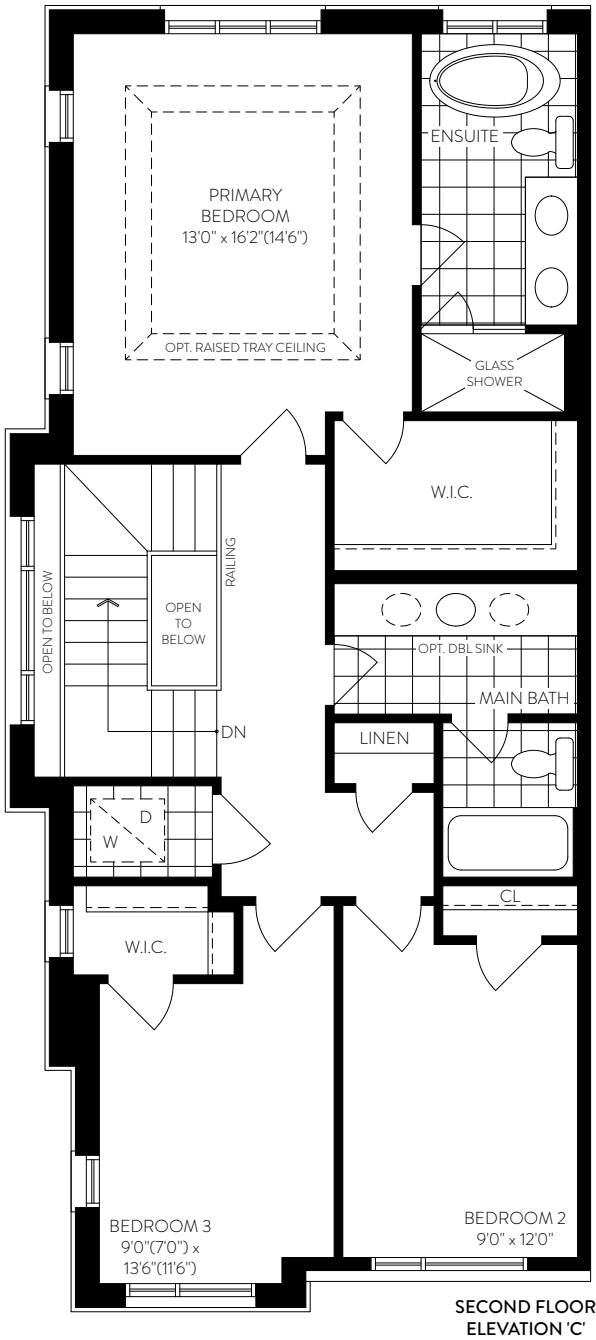 ENSUITE
PRIMARY
BEDROOM
13'0" x 16'2"(14'6")
OPT. RAISED TRAY CEILING
GLASS
SHOWER
W.I.C.
RAILING
OPEN TO BELOW
OPEN
TO
BELOW
OPT. DBL SINK
MAIN BATH
DN
LINEN
D
W
CL
W.I.C.
BEDROOM 3
9'0"(7'0") x
13'6"(11'6")
BEDROOM 2
9'0" x 12'0"
SECOND FLOOR
ELEVATION 'C'